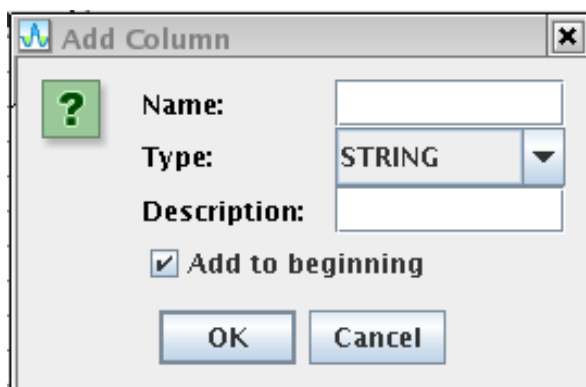 Add Column
?
Name:
Type: STRING
Description:
Add to beginning
OK Cancel